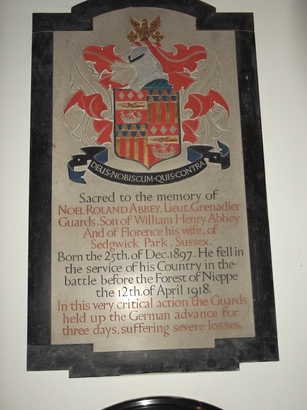 DEUS·NOBISCUM·QUIS·CONTRA
Sacred to the memory of
NOEL ROLAND ABBEY, Lieut. Grenadier
Guards. Son of William Henry Abbey
And of Florence his wife, of
Sedgwick Park, Sussex.
Born the 25th. of Dec. 1897. He fell in
the service of his Country in the
battle before the Forest of Nieppe
the 12th. of April 1918.
In this very critical action the Guards
held up the German advance for
three days, suffering severe losses.